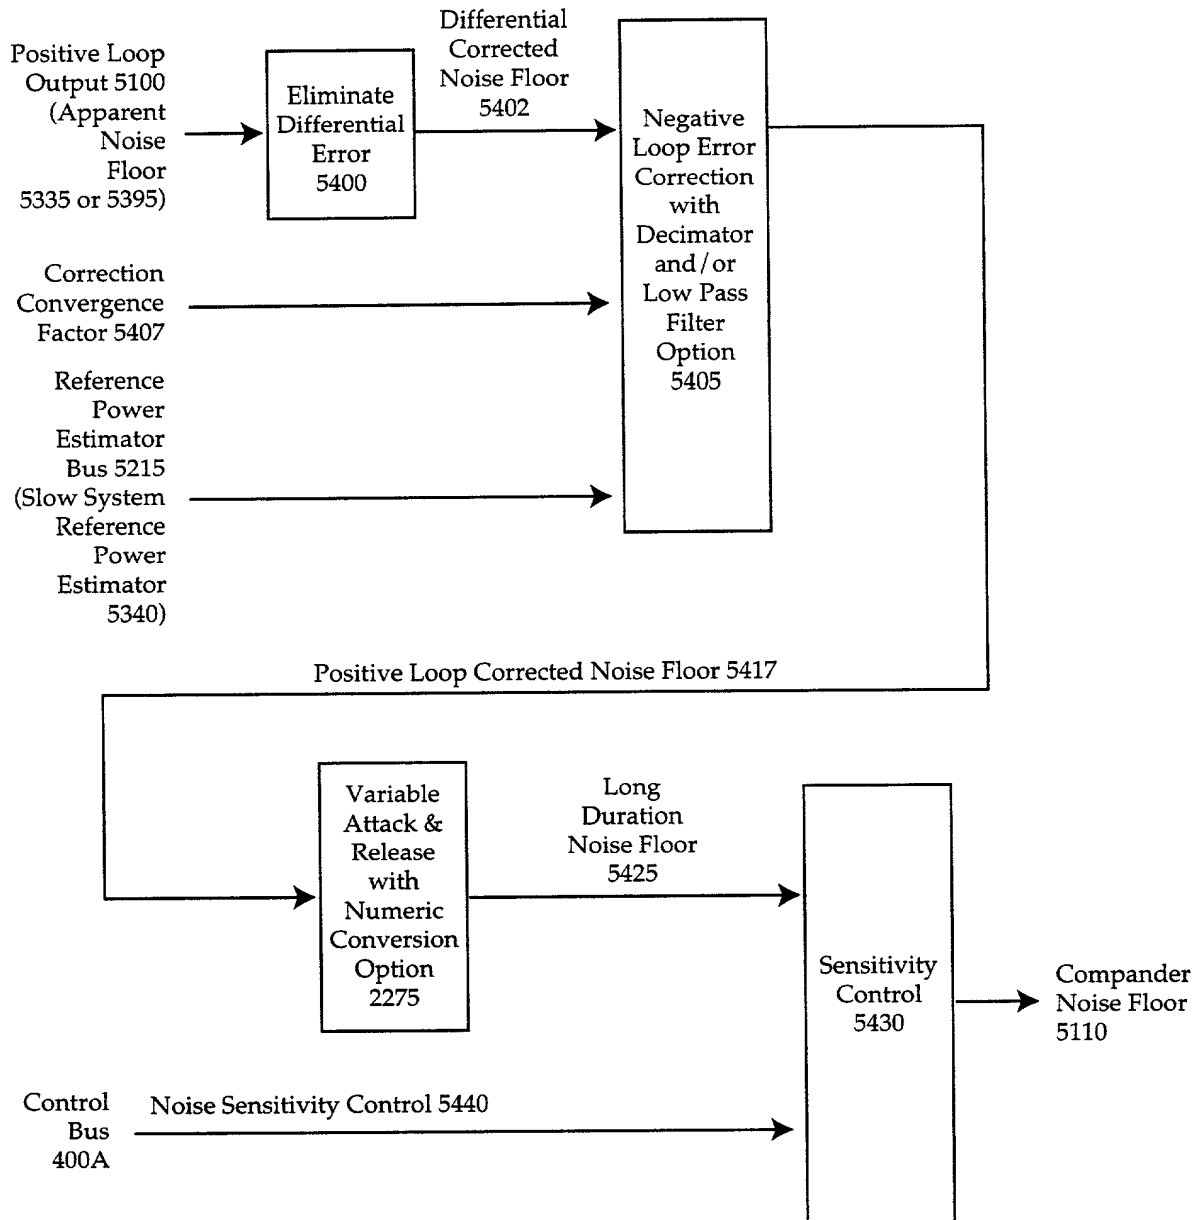 Positive Loop
Output 5100
(Apparent
Noise
Floor
5335 or 5395)
Eliminate
Differential
Error
5400
Differential
Corrected
Noise Floor
5402
Negative
Loop Error
Correction
with
Decimator
and/or
Low Pass
Filter
Option
5405
Correction
Convergence
Factor 5407
Reference
Power
Estimator
Bus 5215
(Slow System
Reference
Power
Estimator
5340)
Positive Loop Corrected Noise Floor 5417
Variable
Attack &
Release
with
Numeric
Conversion
Option
2275
Long
Duration
Noise Floor
5425
Sensitivity
Control
5430
Compander
Noise Floor
5110
Control
Bus
400A
Noise Sensitivity Control 5440